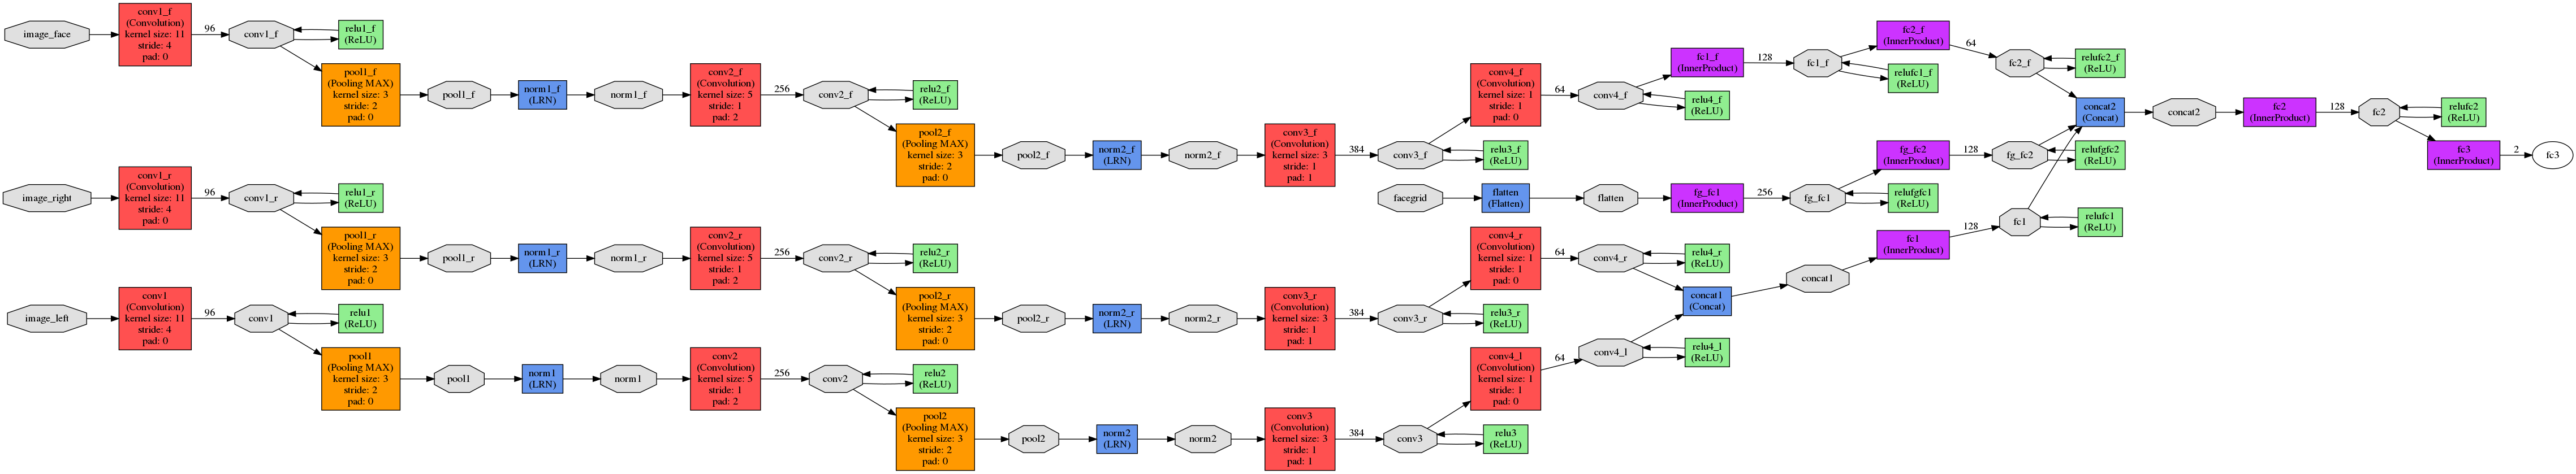 image_face
conv1_f
(Convolution)
kernel size: 11
stride: 4
pad: 0
96
conv1_f
relu1_f
(ReLU)
pool1_f
(Pooling MAX)
kernel size: 3
stride: 2
pad: 0
pool1_f
norm1_f
(LRN)
norm1_f
conv2_f
(Convolution)
kernel size: 5
stride: 1
pad: 2
256
conv2_f
relu2_f
(ReLU)
pool2_f
(Pooling MAX)
kernel size: 3
stride: 2
pad: 0
pool2_f
norm2_f
(LRN)
norm2_f
conv3_f
(Convolution)
kernel size: 3
stride: 1
pad: 1
384
conv3_f
relu3_f
(ReLU)
conv4_f
(Convolution)
kernel size: 1
stride: 1
pad: 0
64
conv4_f
relu4_f
(ReLU)
fc1_f
(InnerProduct)
128
fc1_f
relufc1_f
(ReLU)
fc2_f
(InnerProduct)
64
fc2_f
relufc2_f
(ReLU)
concat2
(Concat)
concat2
fc2
(InnerProduct)
128
fc2
relufc2
(ReLU)
fc3
(InnerProduct)
2
fc3
facegrid
flatten
(Flatten)
flatten
fg_fc1
(InnerProduct)
256
fg_fc1
relufgfc1
(ReLU)
fg_fc2
(InnerProduct)
128
fg_fc2
relufgfc2
(ReLU)
image_right
conv1_r
(Convolution)
kernel size: 11
stride: 4
pad: 0
96
conv1_r
relu1_r
(ReLU)
pool1_r
(Pooling MAX)
kernel size: 3
stride: 2
pad: 0
pool1_r
norm1_r
(LRN)
norm1_r
conv2_r
(Convolution)
kernel size: 5
stride: 1
pad: 2
256
conv2_r
relu2_r
(ReLU)
pool2_r
(Pooling MAX)
kernel size: 3
stride: 2
pad: 0
pool2_r
norm2_r
(LRN)
norm2_r
conv3_r
(Convolution)
kernel size: 3
stride: 1
pad: 1
384
conv3_r
relu3_r
(ReLU)
conv4_r
(Convolution)
kernel size: 1
stride: 1
pad: 0
64
conv4_r
relu4_r
(ReLU)
concat1
(Concat)
concat1
fc1
(InnerProduct)
128
fc1
relufc1
(ReLU)
image_left
conv1
(Convolution)
kernel size: 11
stride: 4
pad: 0
96
conv1
relu1
(ReLU)
pool1
(Pooling MAX)
kernel size: 3
stride: 2
pad: 0
pool1
norm1
(LRN)
norm1
conv2
(Convolution)
kernel size: 5
stride: 1
pad: 2
256
conv2
relu2
(ReLU)
pool2
(Pooling MAX)
kernel size: 3
stride: 2
pad: 0
pool2
norm2
(LRN)
norm2
conv3
(Convolution)
kernel size: 3
stride: 1
pad: 1
384
conv3
relu3
(ReLU)
conv4_l
(Convolution)
kernel size: 1
stride: 1
pad: 0
64
conv4_l
relu4_l
(ReLU)